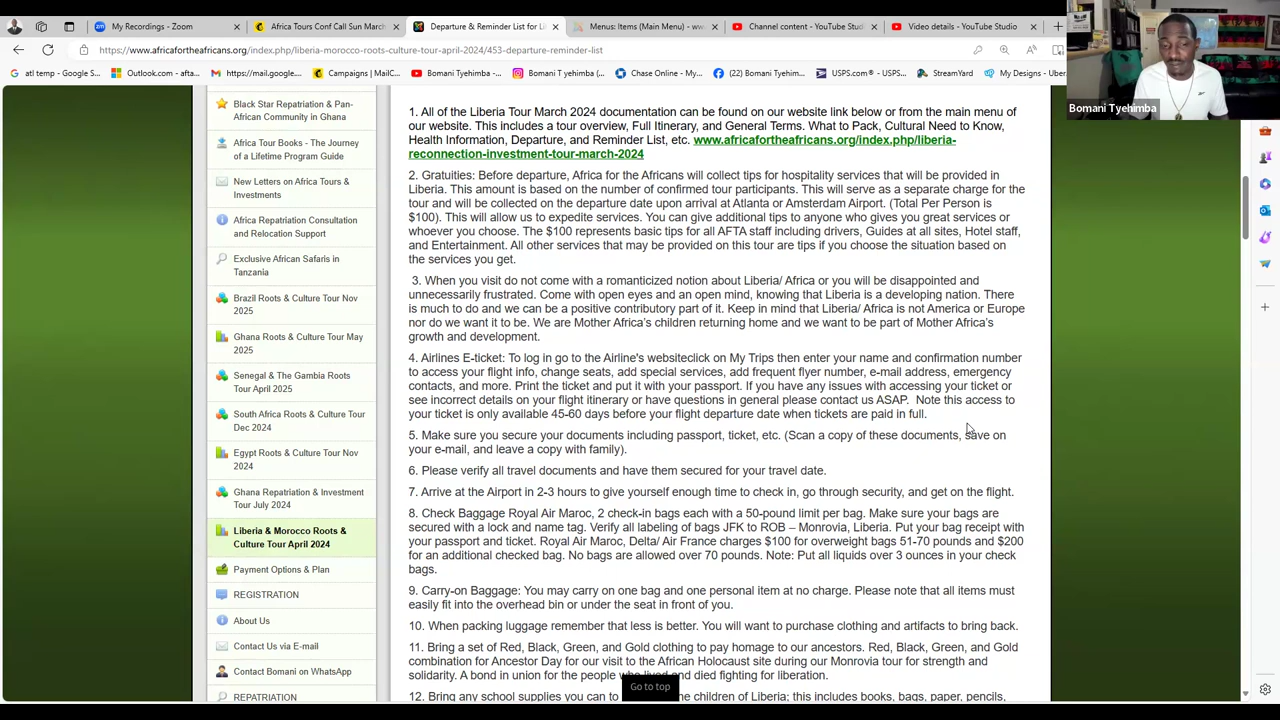 My Recordings - Zoom
Africa Tours Conf Call Sun March
Departure & Reminder List for Li
Menus: Items (Main Menu) - ww
Channel content - YouTube Studi
Video details - YouTube Studio
https://www.africafortheafricans.org/index.php/liberia-morocco-roots-culture-tour-april-2024/453-departure-reminder-list
atl temp - Google S...
Outlook.com - afta...
https://mail.google...
Campaigns | MailC...
Bomani Tyehimba -...
Bomani T yehimba (...
Chase Online - My...
(22) Bomani Tyehim...
USPS.com® - USPS...
StreamYard
My Designs - Uber
Bomani Tyehimba
Black Star Repatriation & Pan-
African Community in Ghana
Africa Tour Books - The Journey
of a Lifetime Program Guide
New Letters on Africa Tours &
Investments
Africa Repatriation Consultation
and Relocation Support
Exclusive African Safaris in
Tanzania
Brazil Roots & Culture Tour Nov
2025
Ghana Roots & Culture Tour May
2025
Senegal & The Gambia Roots
Tour April 2025
South Africa Roots & Culture Tour
Dec 2024
Egypt Roots & Culture Tour Nov
2024
Ghana Repatriation & Investment
Tour July 2024
Liberia & Morocco Roots &
Culture Tour April 2024
Payment Options & Plan
REGISTRATION
About Us
Contact Us via E-mail
Contact Bomani on WhatsApp
REPATRIATION
1. All of the Liberia Tour March 2024 documentation can be found on our website link below or from the main menu of
our website. This includes a tour overview, Full Itinerary, and General Terms. What to Pack, Cultural Need to Know,
Health Information, Departure, and Reminder List, etc. www.africafortheafricans.org/index.php/liberia-
reconnection-investment-tour-march-2024
2. Gratuities: Before departure, Africa for the Africans will collect tips for hospitality services that will be provided in
Liberia. This amount is based on the number of confirmed tour participants. This will serve as a separate charge for the
tour and will be collected on the departure date upon arrival at Atlanta or Amsterdam Airport. (Total Per Person is
$100). This will allow us to expedite services. You can give additional tips to anyone who gives you great services or
whoever you choose. The $100 represents basic tips for all AFTA staff including drivers, Guides at all sites, Hotel staff,
and Entertainment. All other services that may be provided on this tour are tips if you choose the situation based on
the services you get.
3. When you visit do not come with a romanticized notion about Liberia/ Africa or you will be disappointed and
unnecessarily frustrated. Come with open eyes and an open mind, knowing that Liberia is a developing nation. There
is much to do and we can be a positive contributory part of it. Keep in mind that Liberia/ Africa is not America or Europe
nor do we want it to be. We are Mother Africa's children returning home and we want to be part of Mother Africa's
growth and development.
4. Airlines E-ticket: To log in go to the Airline's websiteclick on My Trips then enter your name and confirmation number
to access your flight info, change seats, add special services, add frequent flyer number, e-mail address, emergency
contacts, and more. Print the ticket and put it with your passport. If you have any issues with accessing your ticket or
see incorrect details on your flight itinerary or have questions in general please contact us ASAP. Note this access to
your ticket is only available 45-60 days before your flight departure date when tickets are paid in full.
5. Make sure you secure your documents including passport, ticket, etc. (Scan a copy of these documents, save on
your e-mail, and leave a copy with family).
6. Please verify all travel documents and have them secured for your travel date.
7. Arrive at the Airport in 2-3 hours to give yourself enough time to check in, go through security, and get on the flight.
8. Check Baggage Royal Air Maroc, 2 check-in bags each with a 50-pound limit per bag. Make sure your bags are
secured with a lock and name tag. Verify all labeling of bags JFK to ROB – Monrovia, Liberia. Put your bag receipt with
your passport and ticket. Royal Air Maroc, Delta/ Air France charges $100 for overweight bags 51-70 pounds and $200
for an additional checked bag. No bags are allowed over 70 pounds. Note: Put all liquids over 3 ounces in your check
bags.
9. Carry-on Baggage: You may carry on one bag and one personal item at no charge. Please note that all items must
easily fit into the overhead bin or under the seat in front of you.
10. When packing luggage remember that less is better. You will want to purchase clothing and artifacts to bring back.
11. Bring a set of Red, Black, Green, and Gold clothing to pay homage to our ancestors. Red, Black, Green, and Gold
combination for Ancestor Day for our visit to the African Holocaust site during our Monrovia tour for strength and
solidarity. A bond in union for the people who lived and died fighting for liberation.
12. Bring any school supplies you can to the children of Liberia; this includes books, bags, paper, pencils,
Go to top